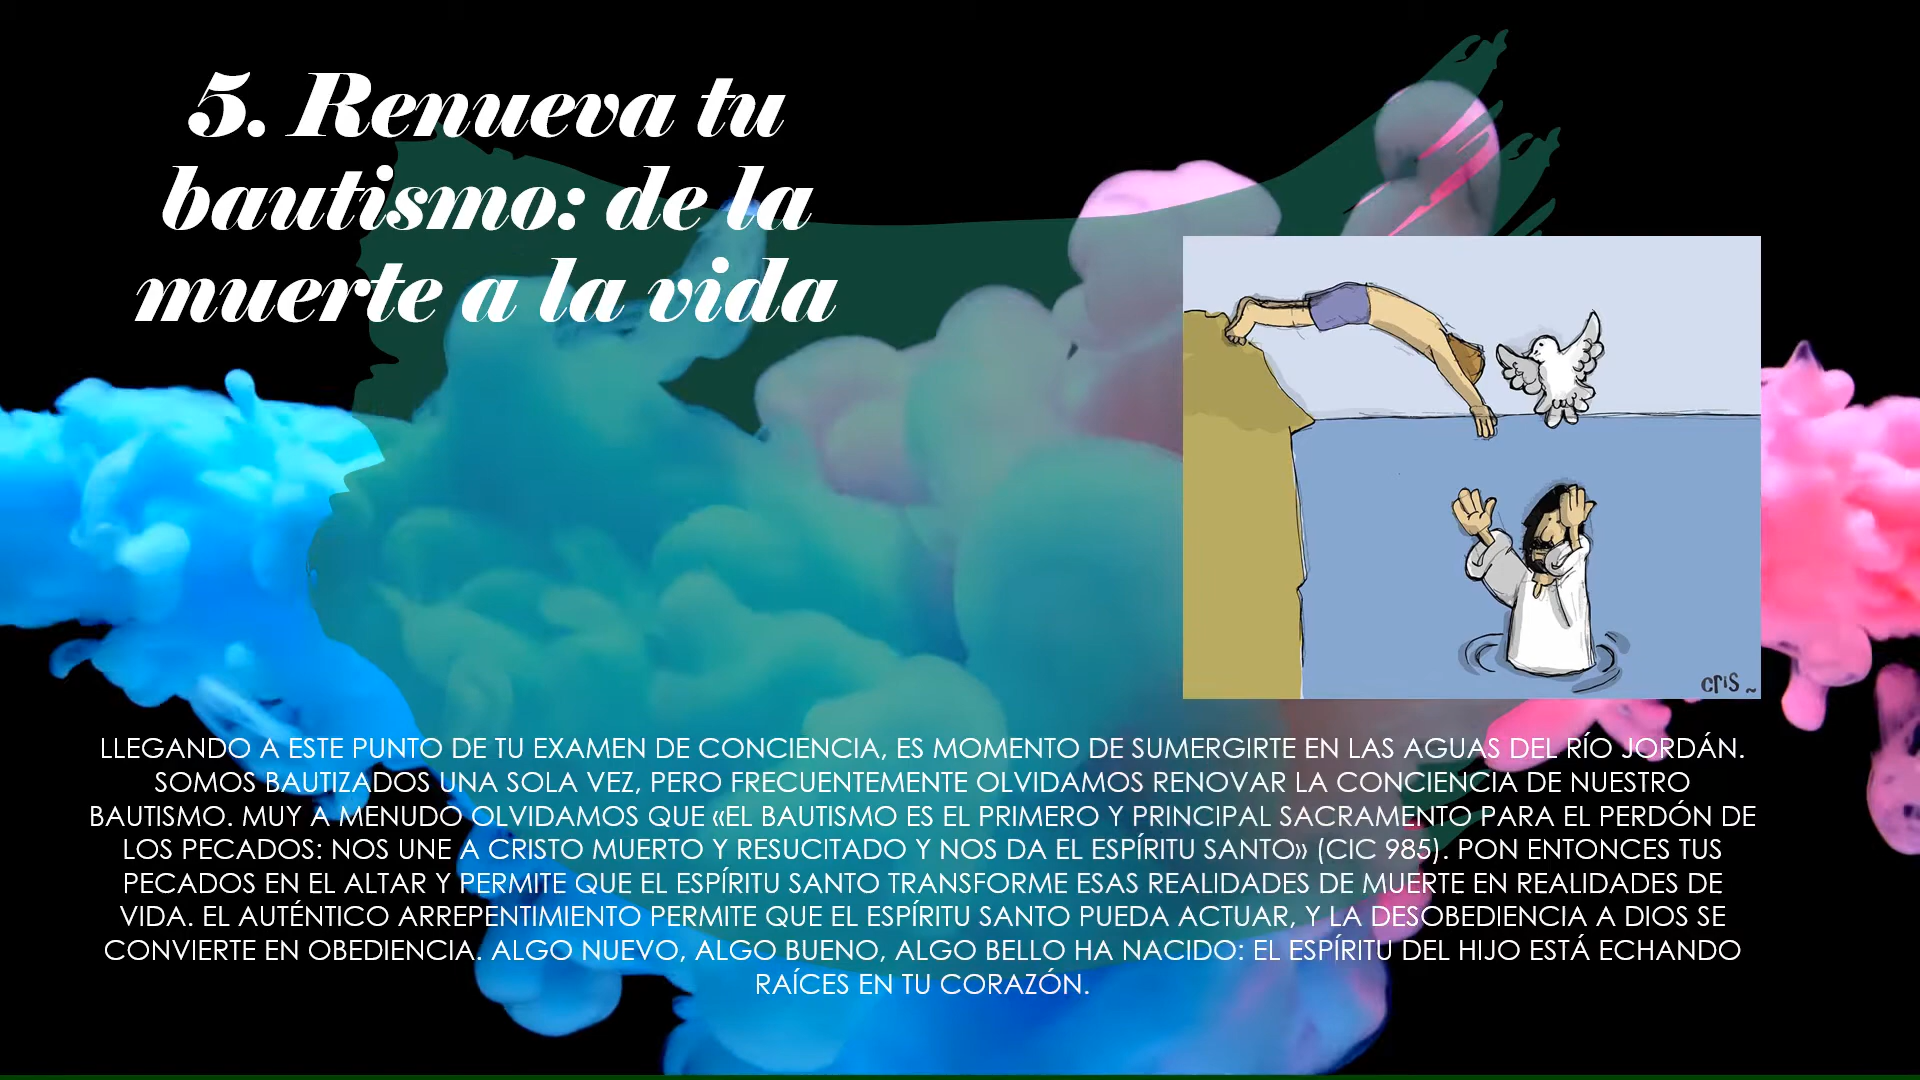 5. Renueva tu
bautismo: de la
muerte a la vida
cris ~
LLEGANDO A ESTE PUNTO DE TU EXAMEN DE CONCIENCIA, ES MOMENTO DE SUMERGIRTE EN LAS AGUAS DEL RÍO JORDÁN.
SOMOS BAUTIZADOS UNA SOLA VEZ, PERO FRECUENTEMENTE OLVIDAMOS RENOVAR LA CONCIENCIA DE NUESTRO
BAUTISMO. MUY A MENUDO OLVIDAMOS QUE «EL BAUTISMO ES EL PRIMERO Y PRINCIPAL SACRAMENTO PARA EL PERDÓN DE
LOS PECADOS: NOS UNE A CRISTO MUERTO Y RESUCITADO Y NOS DA EL ESPÍRITU SANTO» (CIC 985). PON ENTONCES TUS
PECADOS EN EL ALTAR Y PERMITE QUE EL ESPÍRITU SANTO TRANSFORME ESAS REALIDADES DE MUERTE EN REALIDADES DE
VIDA. EL AUTÉNTICO ARREPENTIMIENTO PERMITE QUE EL ESPÍRITU SANTO PUEDA ACTUAR, Y LA DESOBEDIENCIA A DIOS SE
CONVIERTE EN OBEDIENCIA. ALGO NUEVO, ALGO BUENO, ALGO BELLO HA NACIDO: EL ESPÍRITU DEL HIJO ESTÁ ECHANDO
RAÍCES EN TU CORAZÓN.